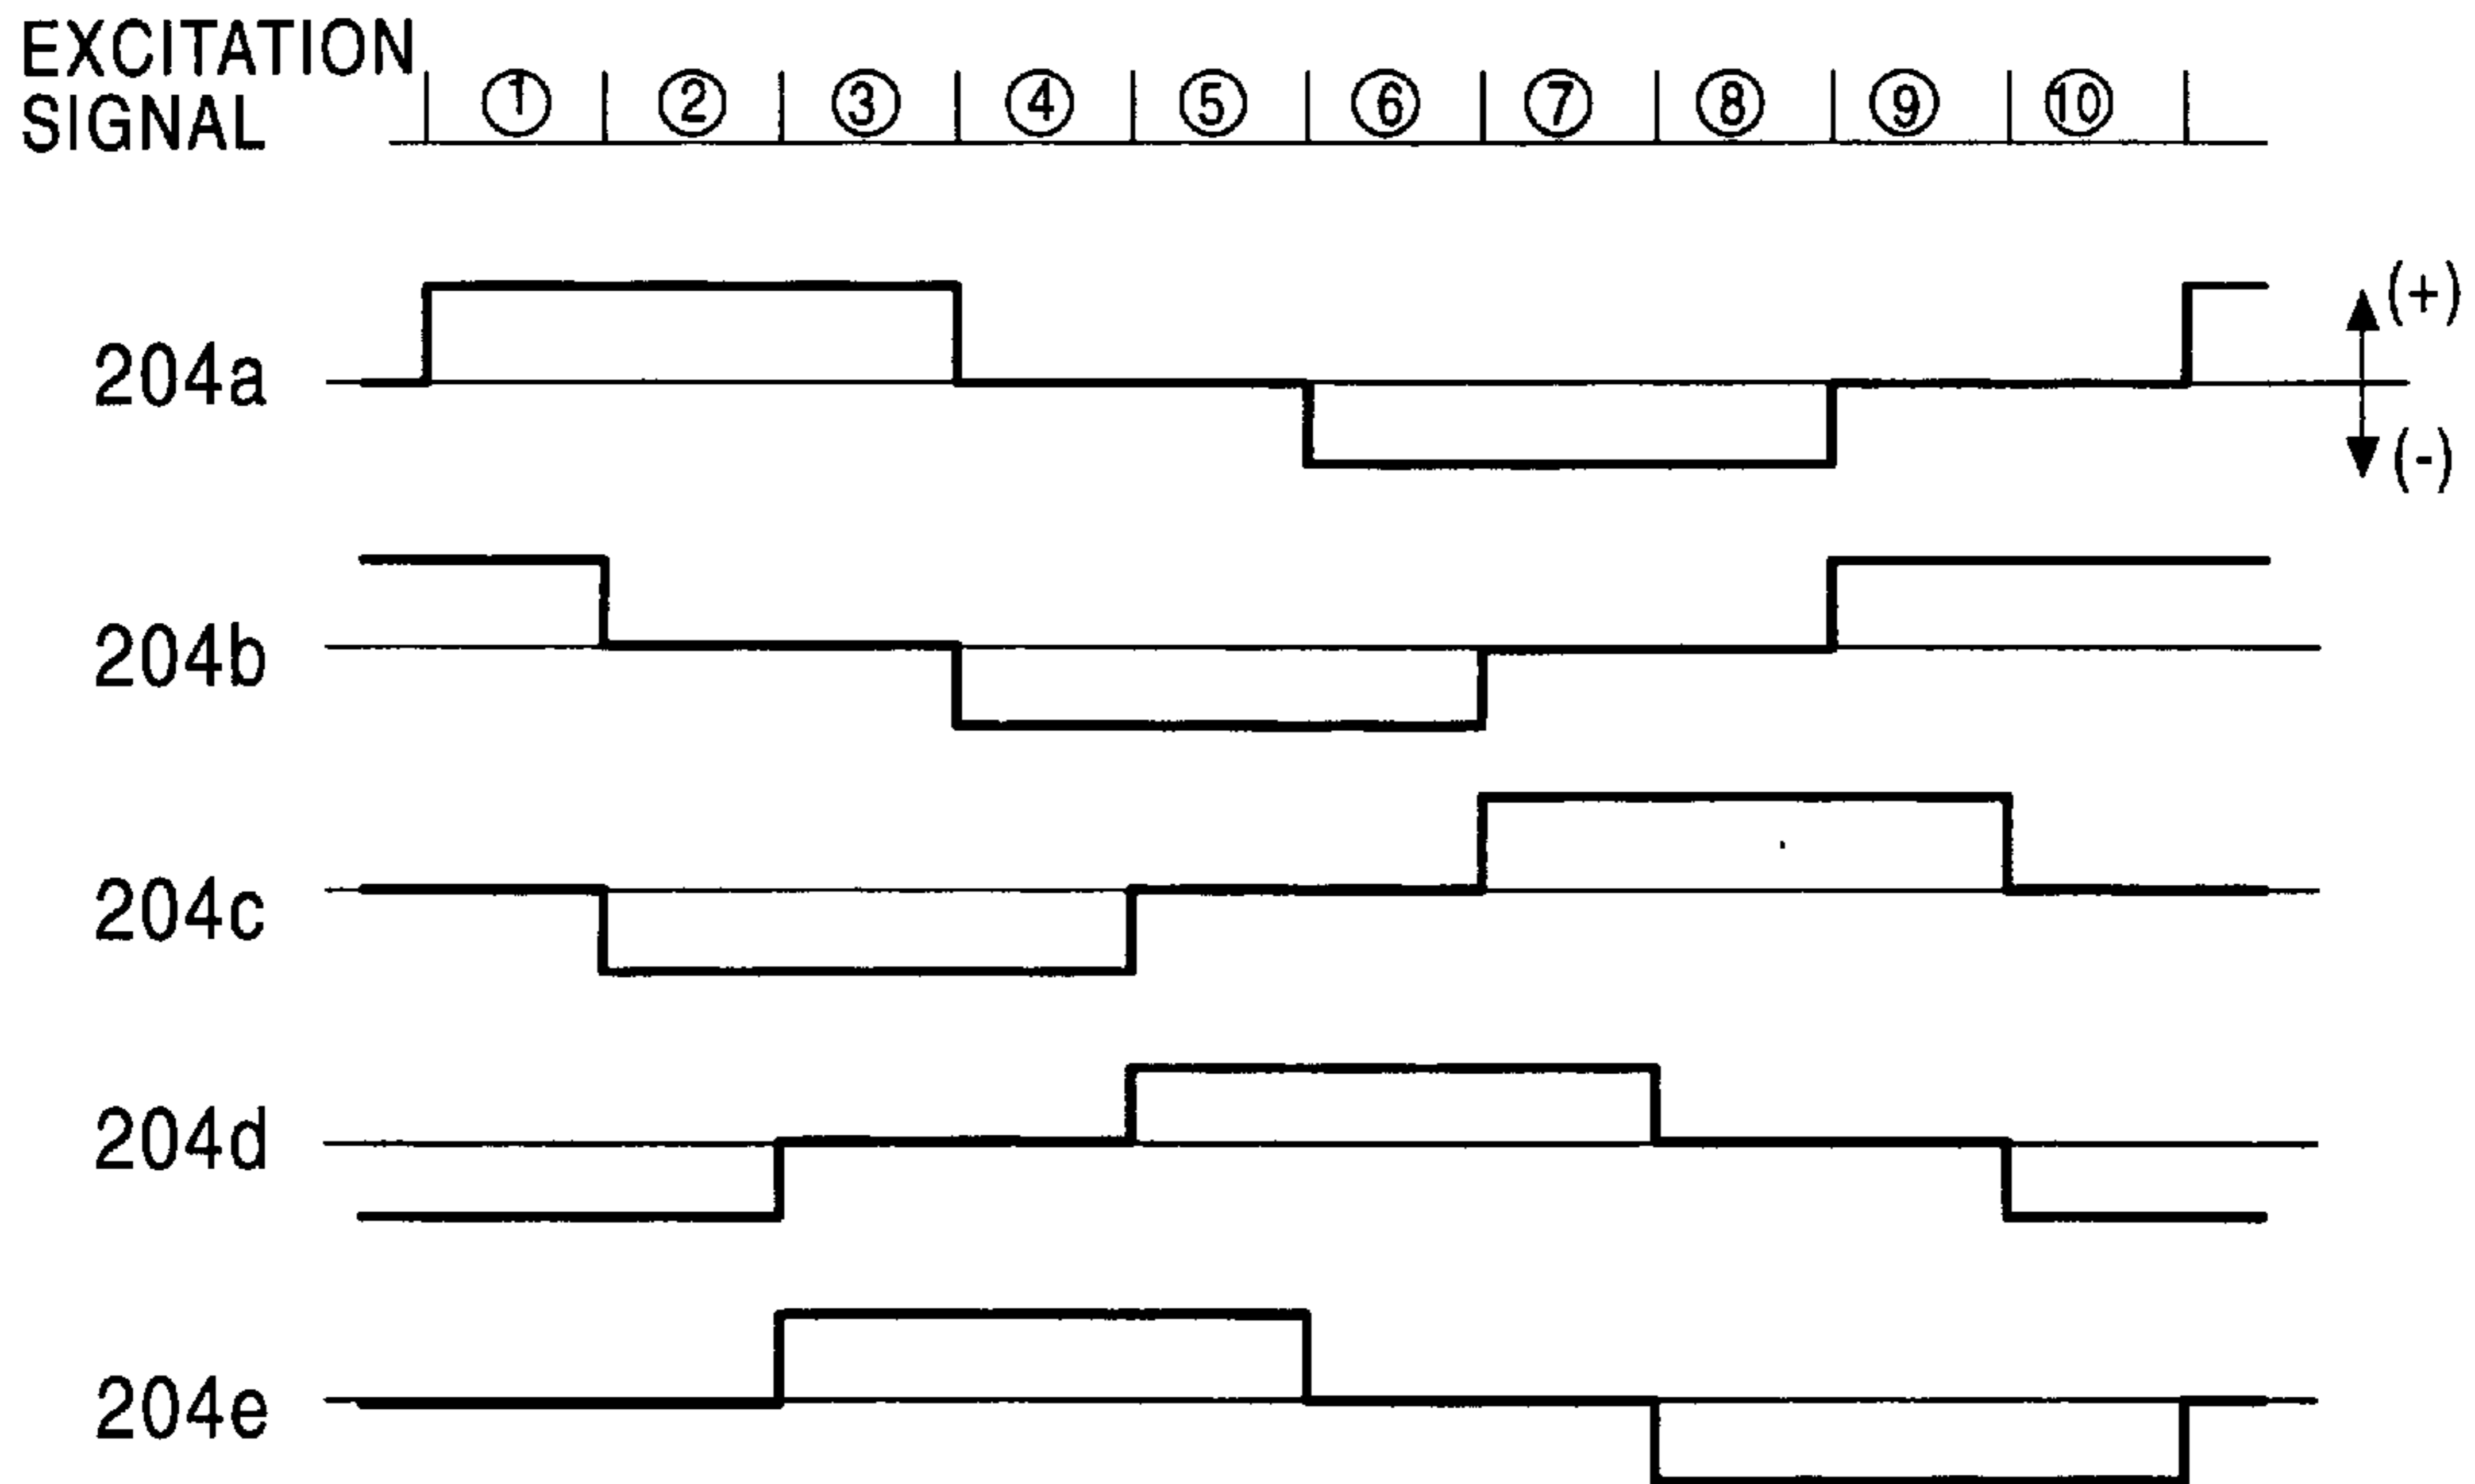 EXCITATION
SIGNAL
① ② ③ ④ ⑤ ⑥ ⑦ ⑧ ⑨ ⑩
204a
(+)
(-)
204b
204c
204d
204e